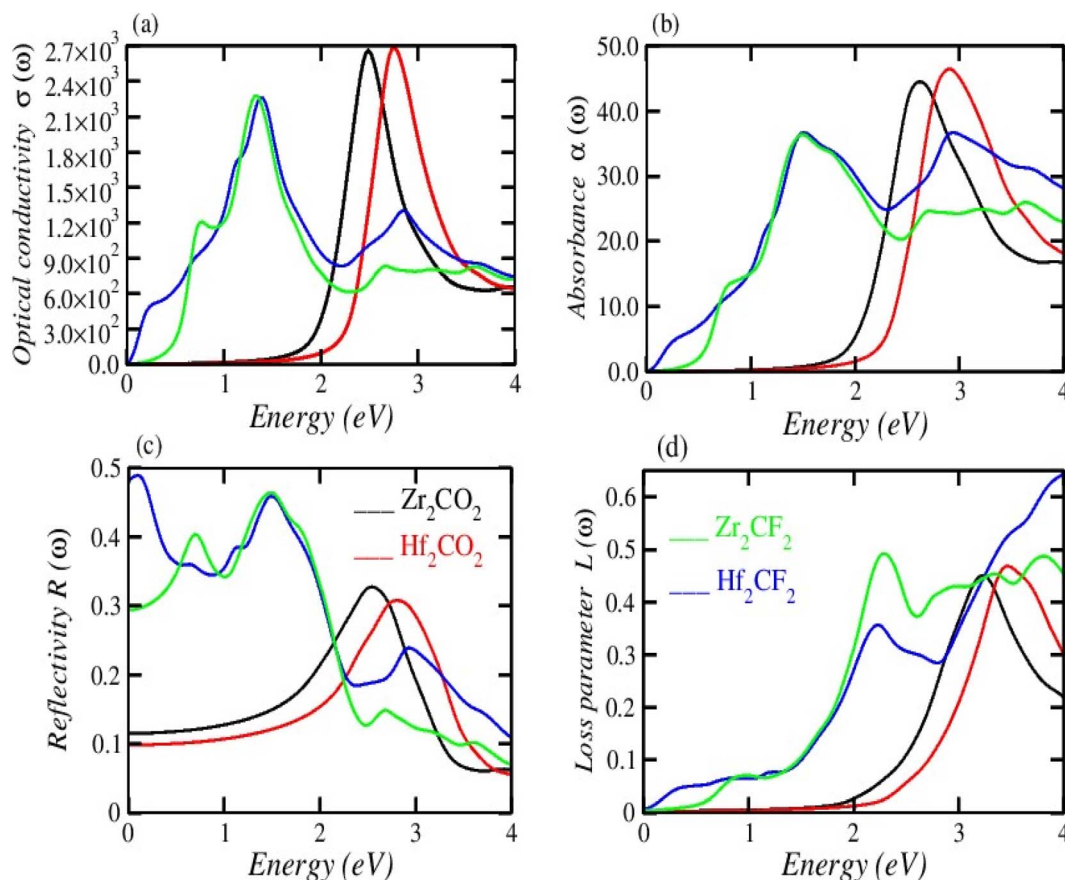 (a)
Optical conductivity σ (ω)
2.7×10³
2.4×10³
2.1×10³
1.8×10³
1.5×10³
1.2×10³
9.0×10²
6.0×10²
3.0×10²
0.0
0 1 2 3 4
Energy (eV)
(b)
Absorbance α (ω)
50.0
40.0
30.0
20.0
10.0
0.0
0 1 2 3 4
Energy (eV)
(c)
Reflectivity R (ω)
0.5
0.4
0.3
0.2
0.1
0
0 1 2 3 4
Energy (eV)
Zr₂CO₂
Hf₂CO₂
(d)
Loss parameter L (ω)
0.6
0.5
0.4
0.3
0.2
0.1
0
0 1 2 3 4
Energy (eV)
Zr₂CF₂
Hf₂CF₂